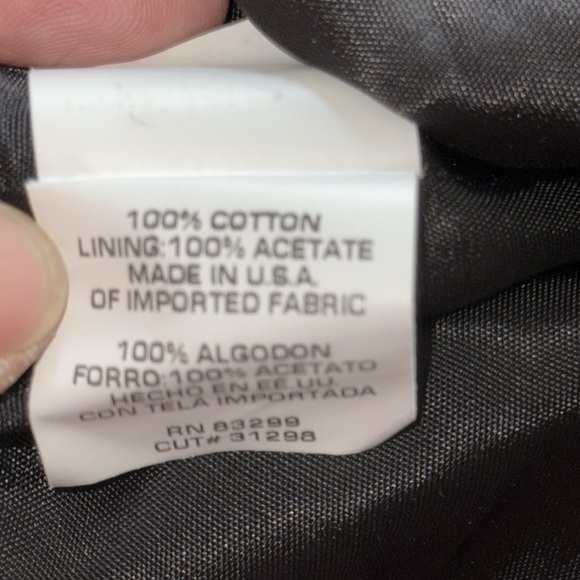 100% COTTON
LINING:100% ACETATE
MADE IN U.S.A.
OF IMPORTED FABRIC
100% ALGODON
FORRO:100% ACETATO
HECHO EN EE.UU.
CON TELA IMPORTADA
RN 83299
CUT# 31298